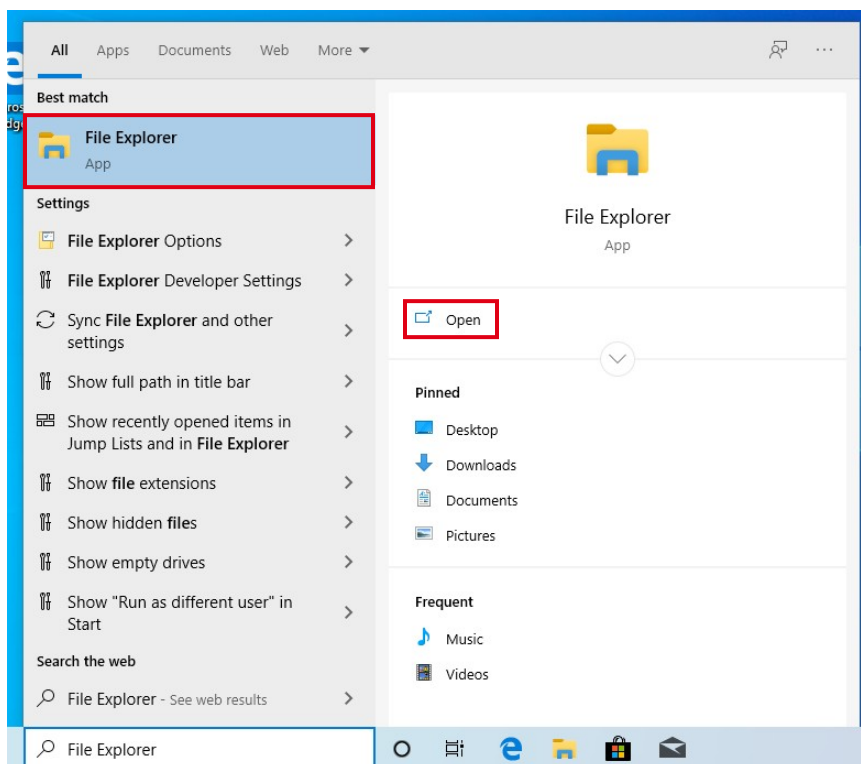 All Apps Documents Web More
Best match
File Explorer
App
Settings
File Explorer Options
File Explorer Developer Settings
Sync File Explorer and other
settings
Show full path in title bar
Show recently opened items in
Jump Lists and in File Explorer
Show file extensions
Show hidden files
Show empty drives
Show "Run as different user" in
Start
Search the web
File Explorer - See web results
File Explorer
File Explorer
App
Open
Pinned
Desktop
Downloads
Documents
Pictures
Frequent
Music
Videos